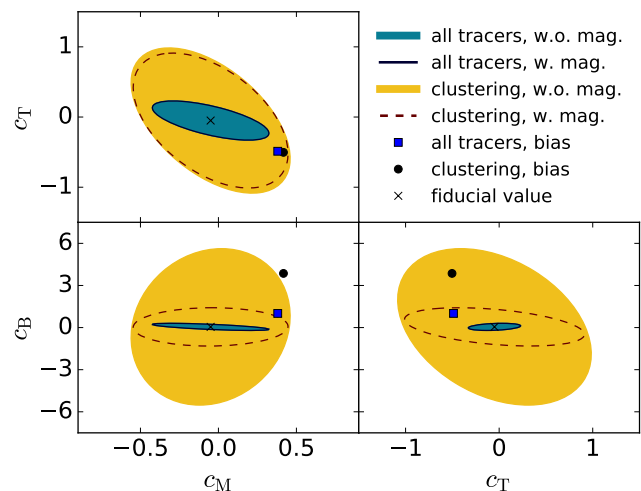 all tracers, w.o. mag.
all tracers, w. mag.
clustering, w.o. mag.
clustering, w. mag.
all tracers, bias
clustering, bias
fiducial value
c_T
1
0
−1
c_B
6
3
0
−3
−6
−0.5 0.0 0.5
c_M
−1 0 1
c_T